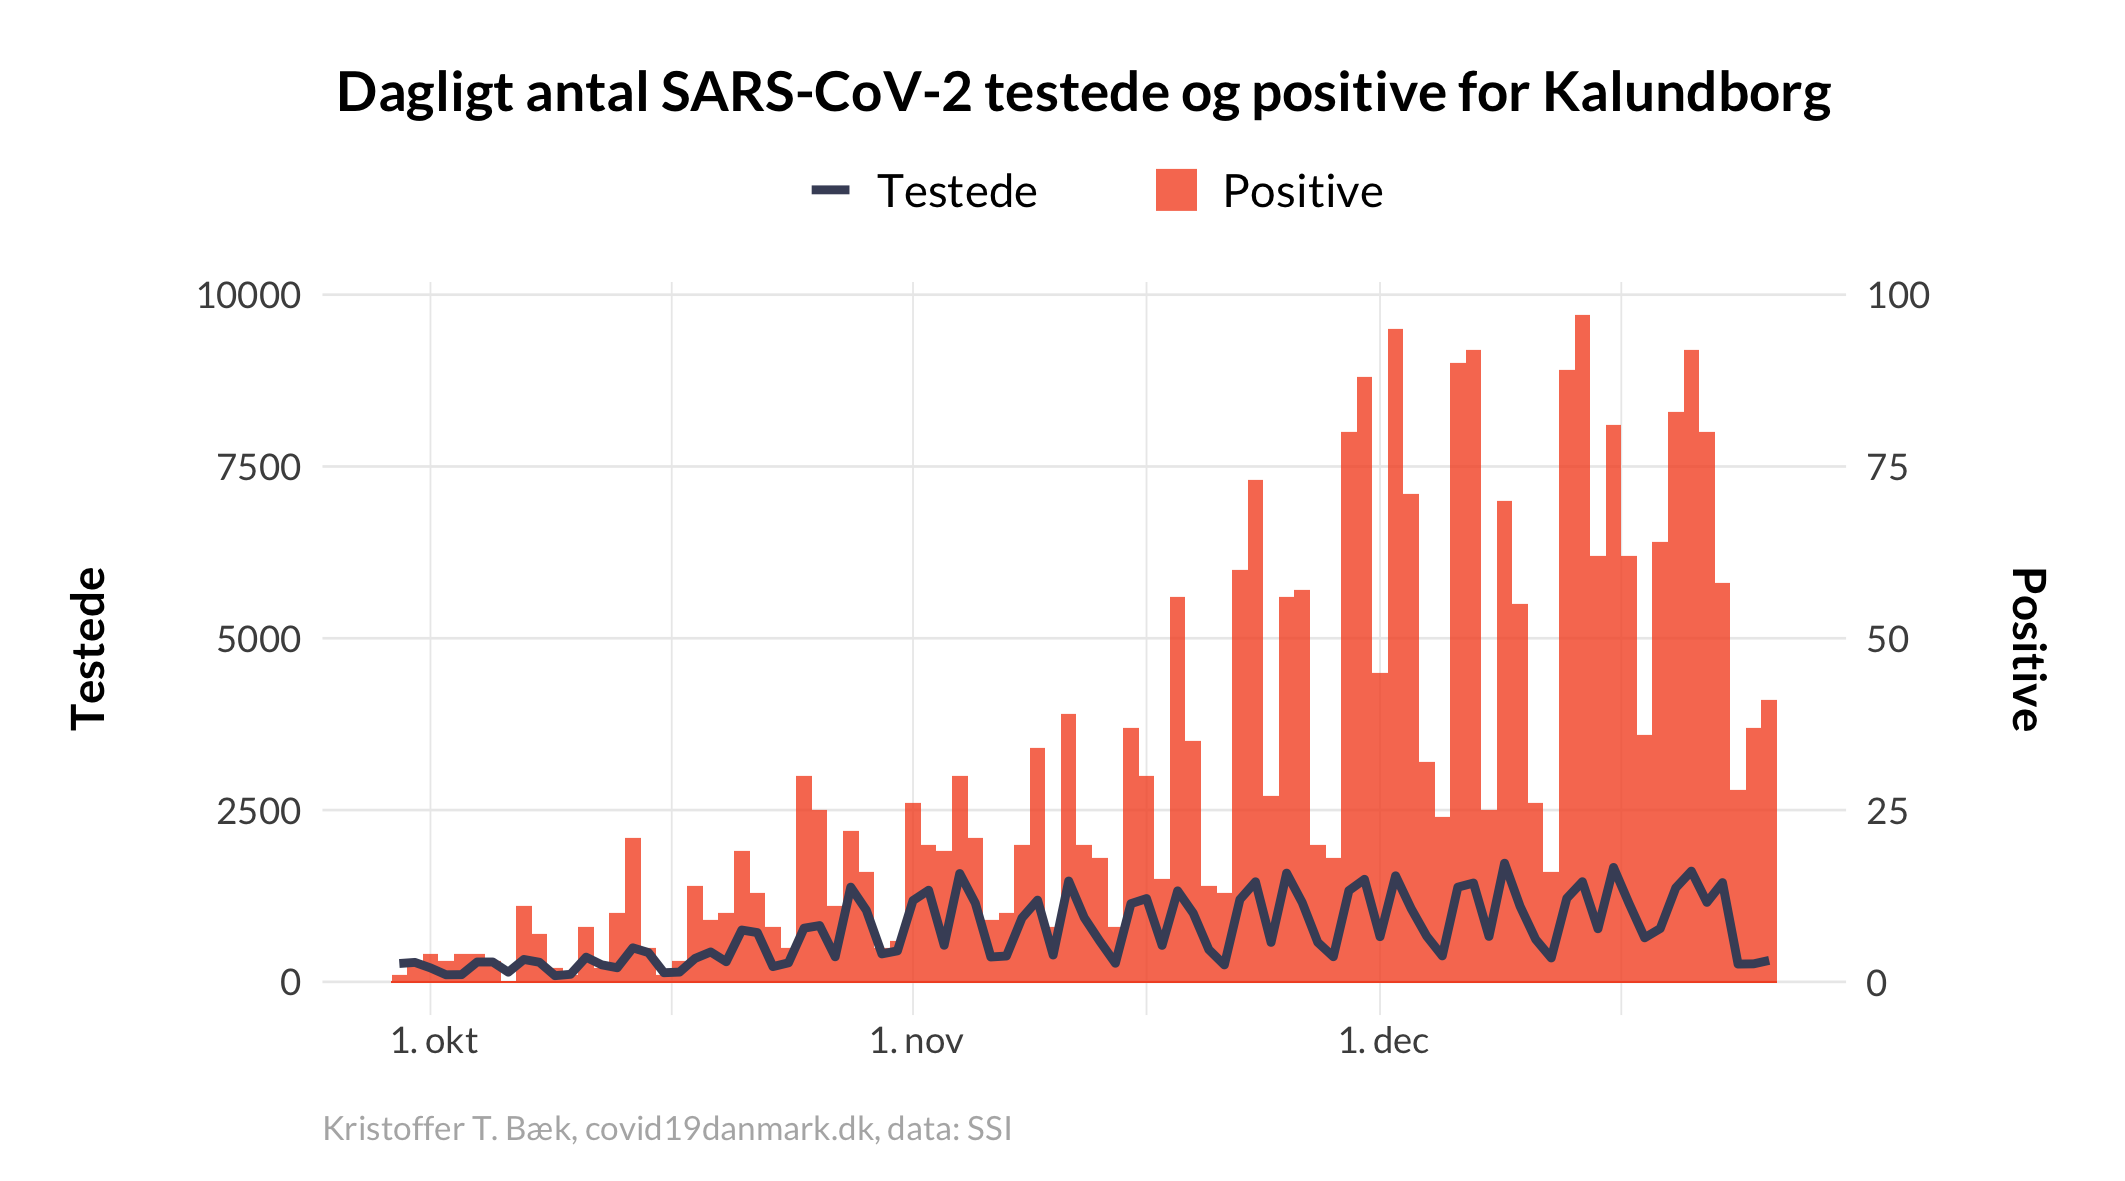 Dagligt antal SARS-CoV-2 testede og positive for Kalundborg
Testede Positive
10000 100
7500 75
5000 50
2500 25
0 0
Testede
Positive
1. okt 1. nov 1. dec
Kristoffer T. Bæk, covid19danmark.dk, data: SSI